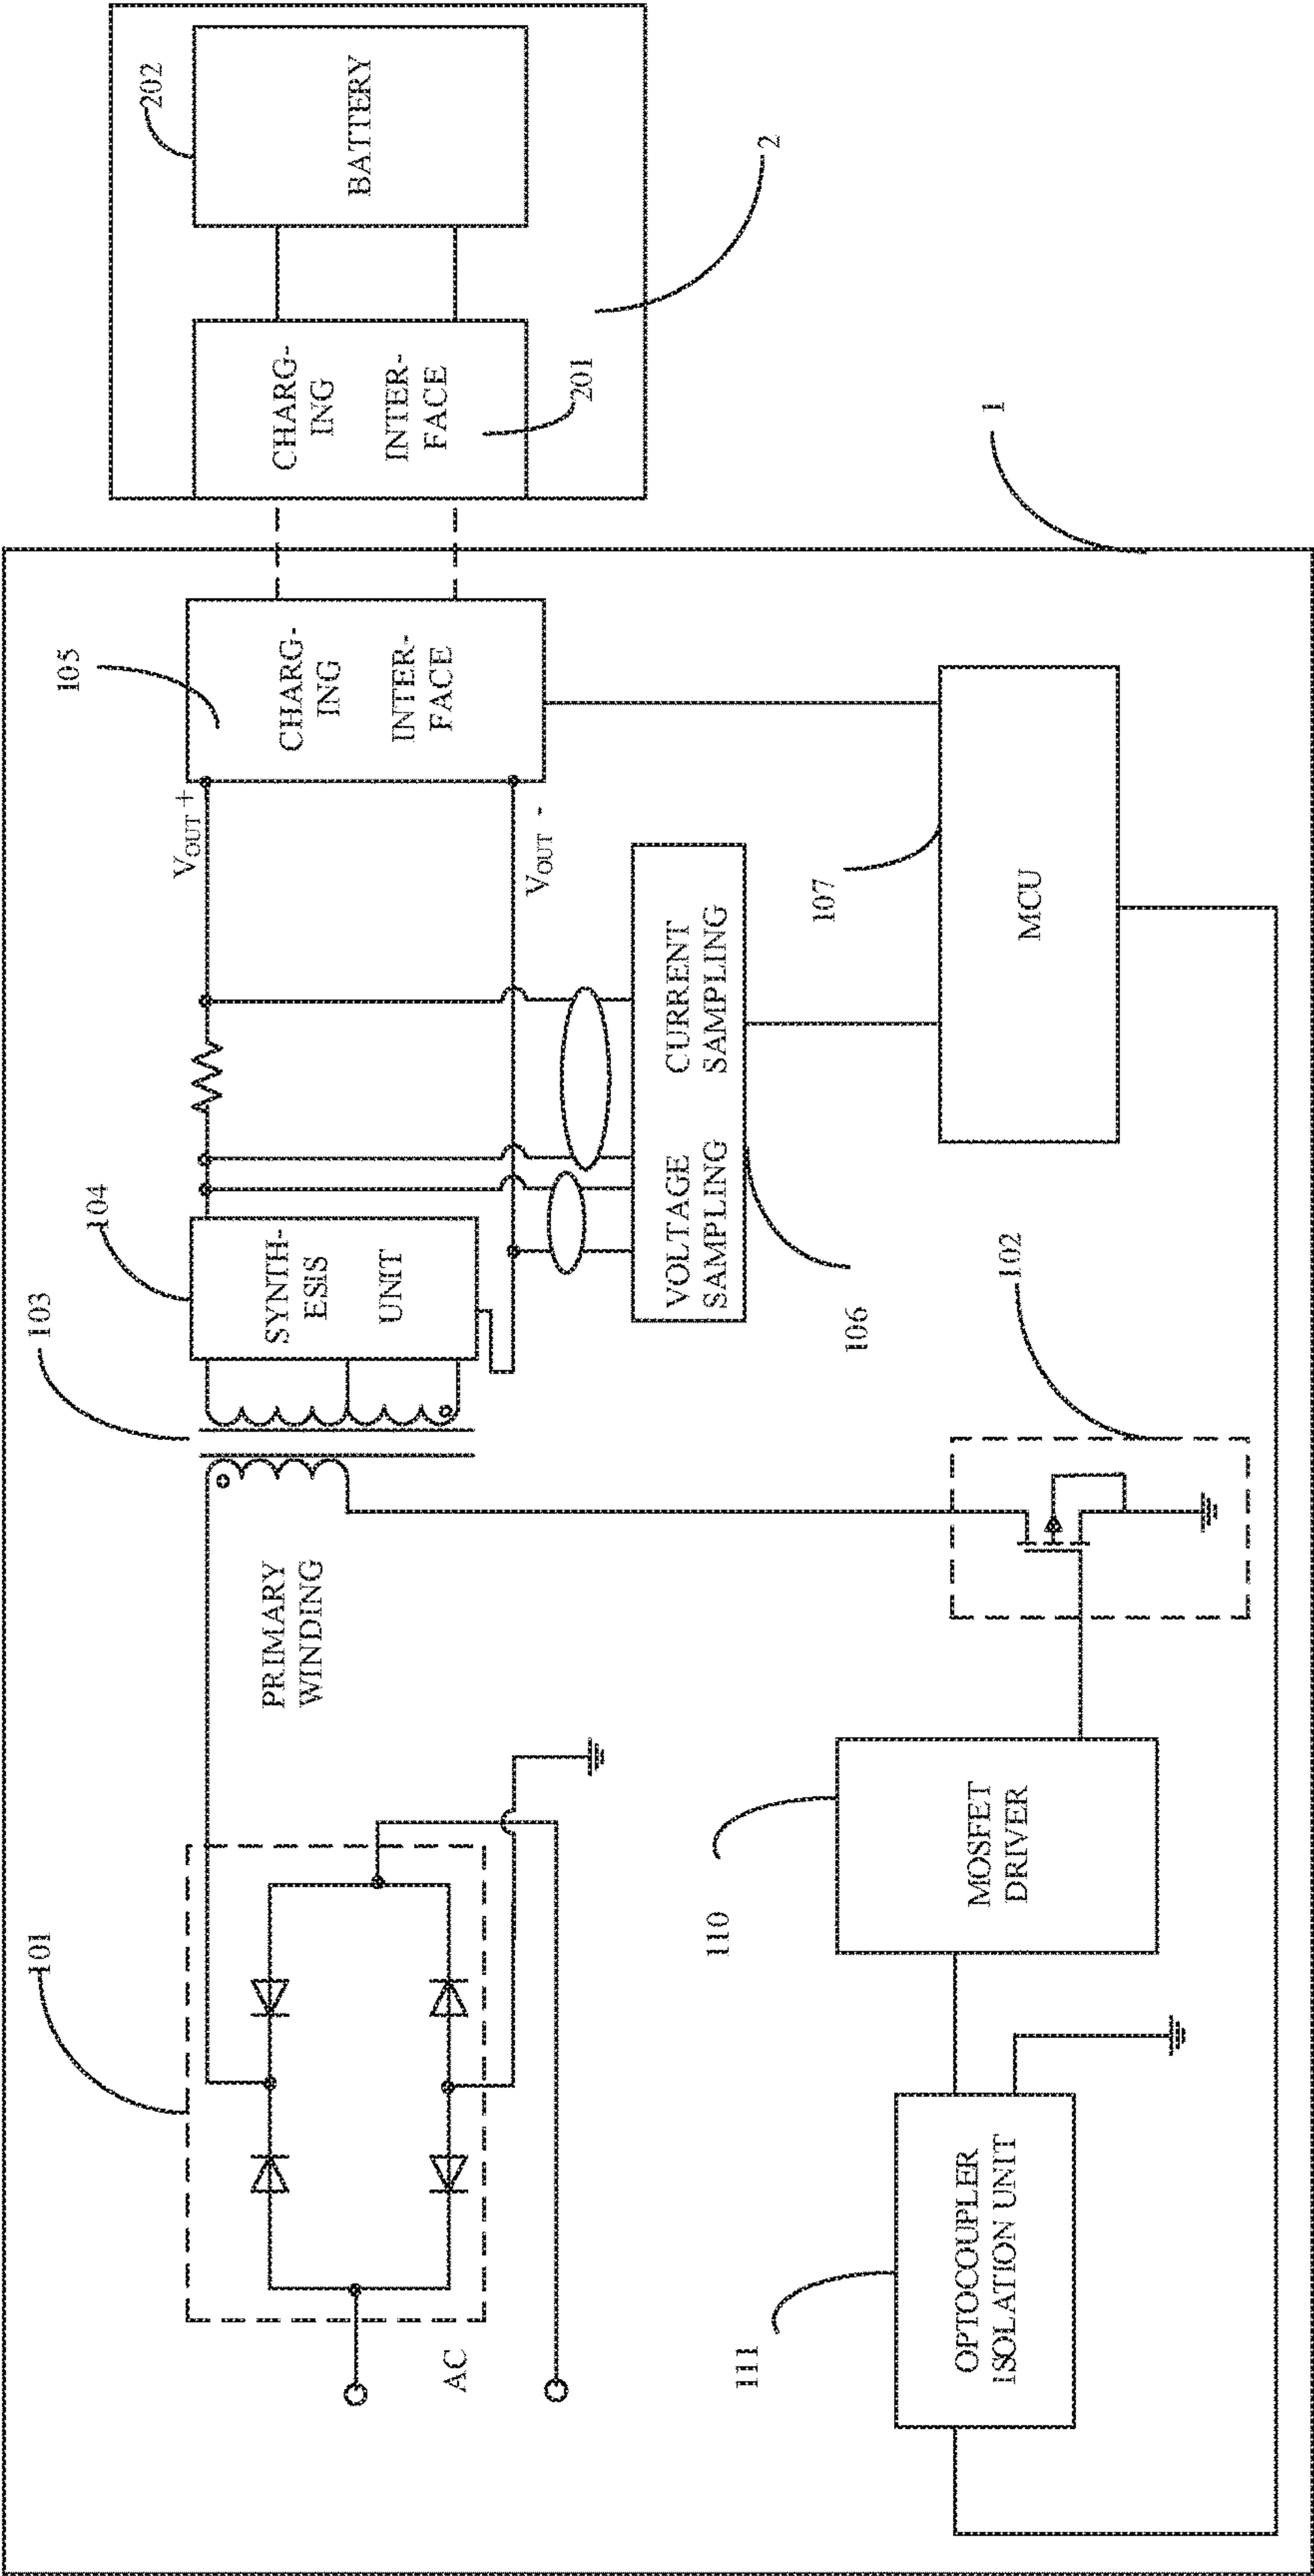 101
103
104
105
202
PRIMARY
WINDING
SYNTH-
ESIS
UNIT
V_OUT +
V_OUT -
CHARG-
ING
INTER-
FACE
CHARG-
ING
INTER-
FACE
201
BATTERY
AC
2
VOLTAGE
SAMPLING
CURRENT
SAMPLING
106
107
1
111
110
102
OPTOCOUPLER
ISOLATION UNIT
MOSFET
DRIVER
MCU